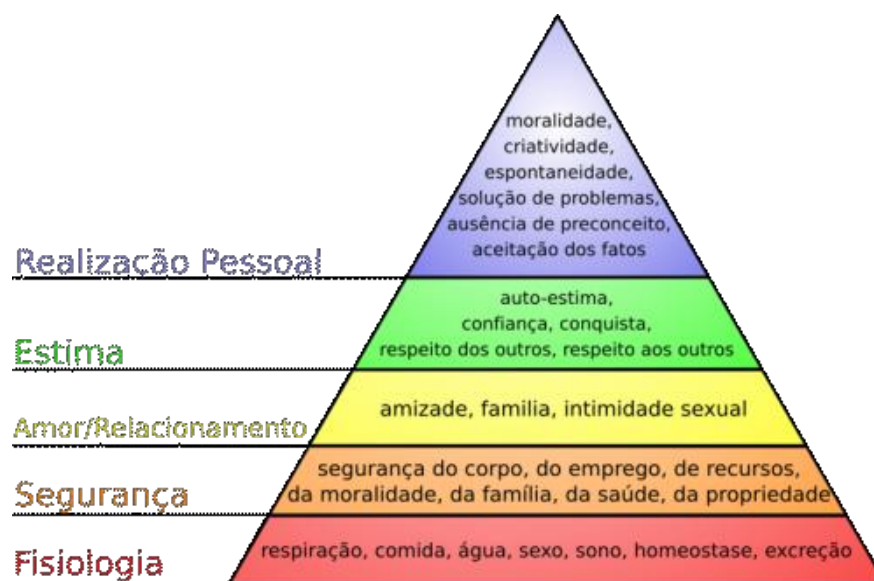 moralidade,
criatividade,
espontaneidade,
solução de problemas,
ausência de preconceito,
aceitação dos fatos
Realização Pessoal
auto-estima,
confiança, conquista,
respeito dos outros, respeito aos outros
Estima
amizade, familia, intimidade sexual
Amor/Relacionamento
segurança do corpo, do emprego, de recursos,
da moralidade, da família, da saúde, da propriedade
Segurança
respiração, comida, água, sexo, sono, homeostase, excreção
Fisiologia